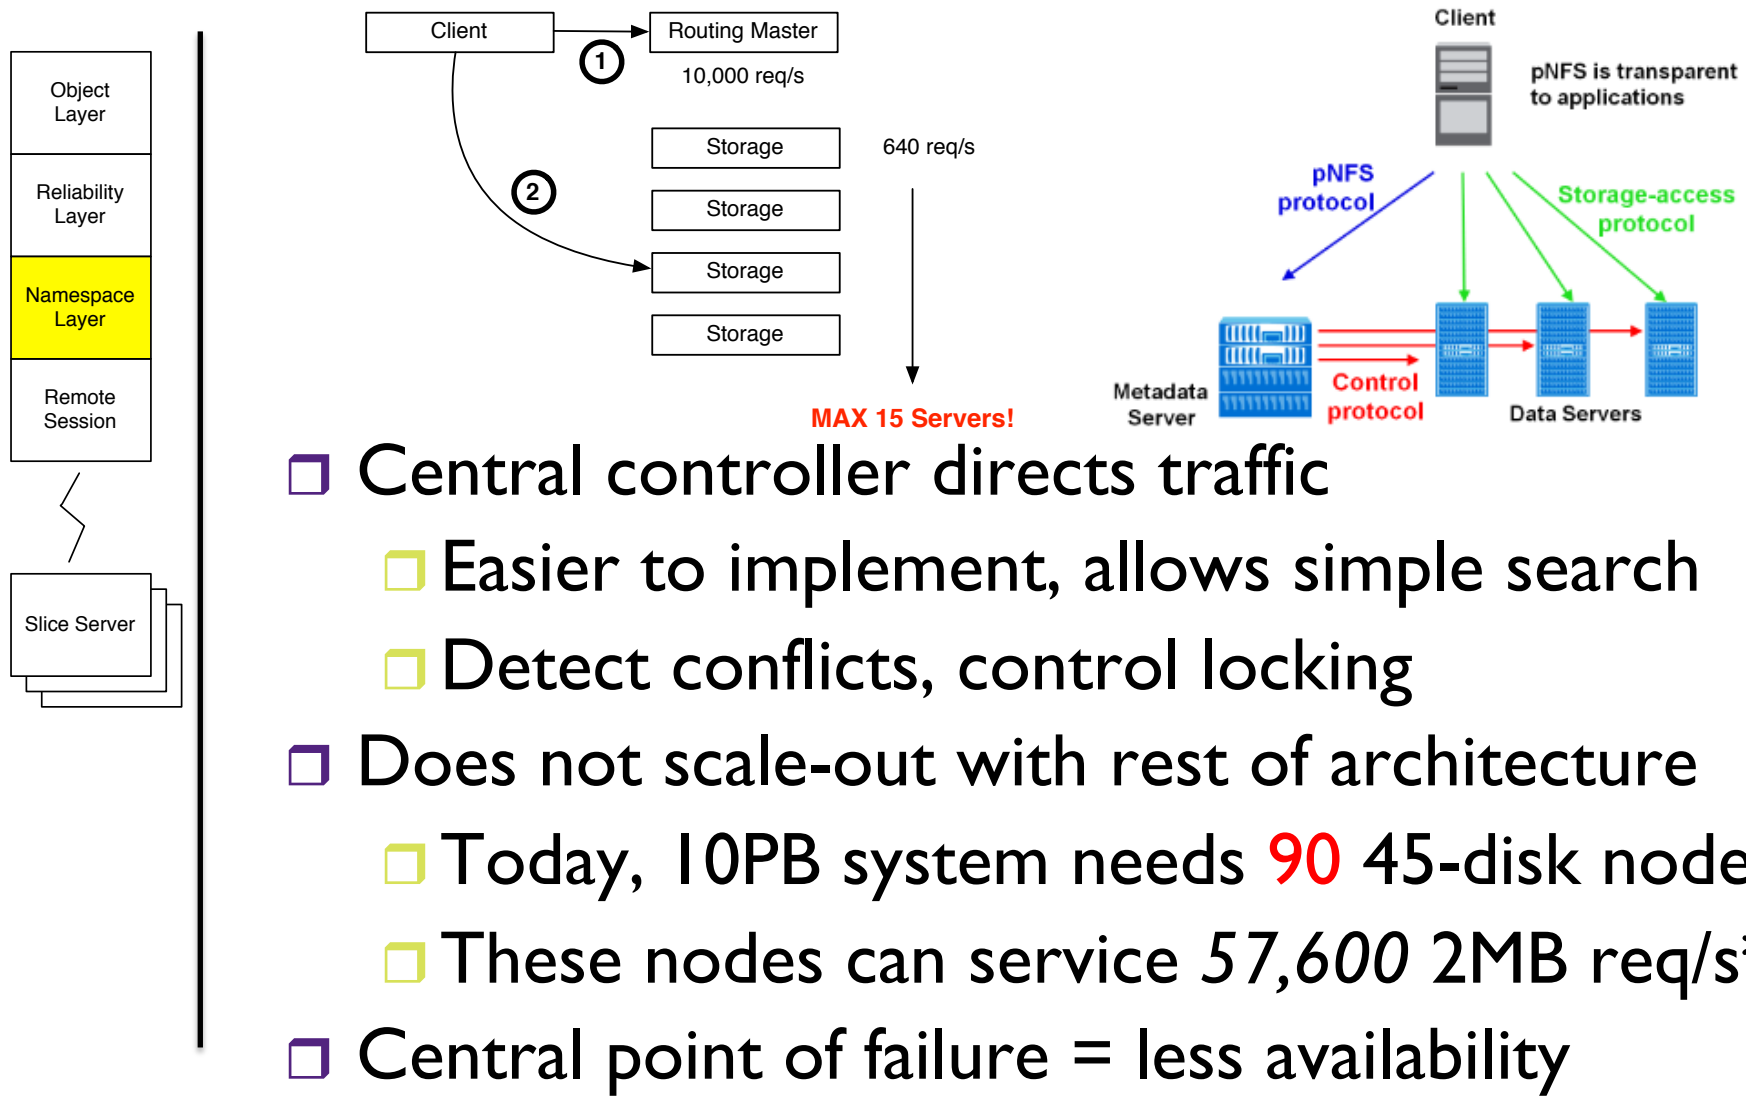 Object
Layer
Reliability
Layer
Namespace
Layer
Remote
Session
Slice Server
Client
1
Routing Master
10,000 req/s
2
Storage
640 req/s
Storage
Storage
Storage
MAX 15 Servers!
Client
pNFS is transparent
to applications
pNFS
protocol
Storage-access
protocol
Metadata
Server
Control
protocol
Data Servers
Central controller directs traffic
Easier to implement, allows simple search
Detect conflicts, control locking
Does not scale-out with rest of architecture
Today, 10PB system needs 90 45-disk node
These nodes can service 57,600 2MB req/s
Central point of failure = less availability